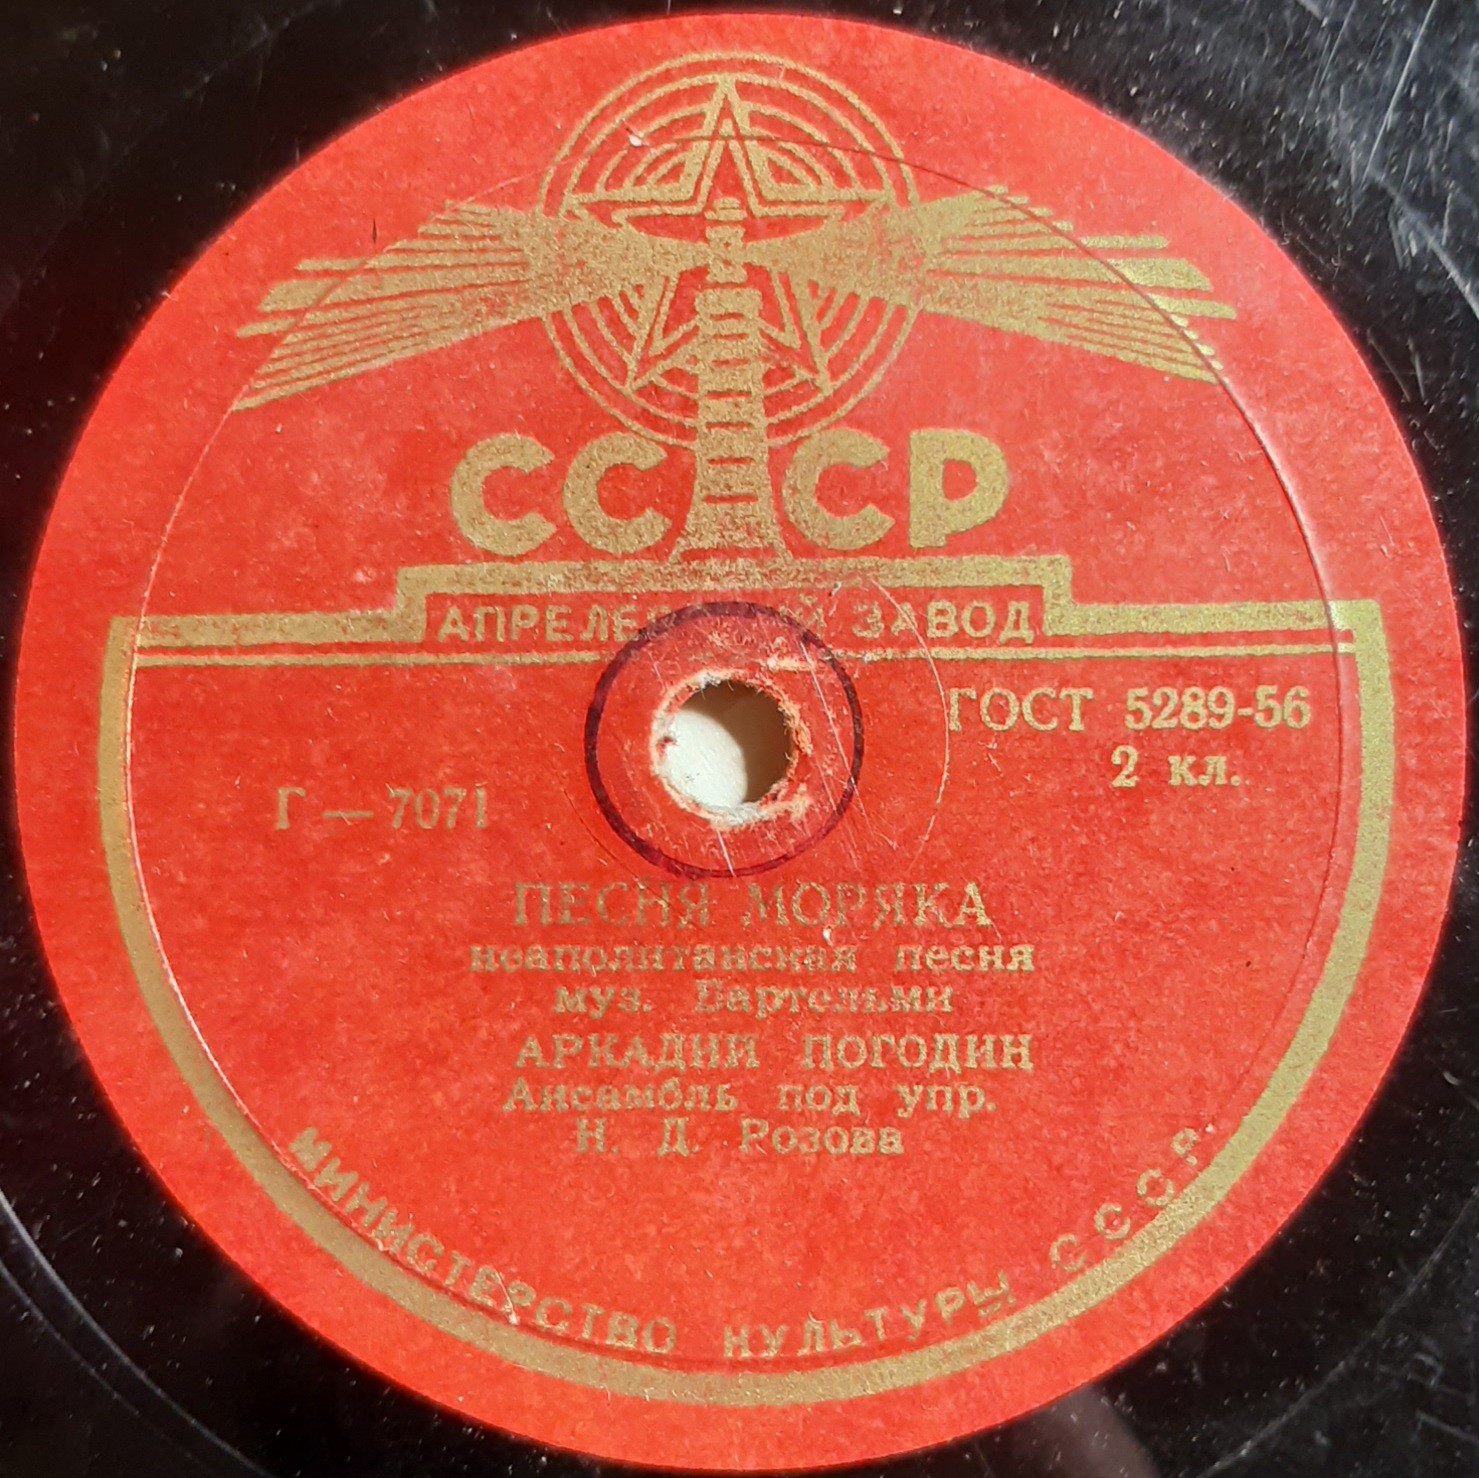 СССР
АПРЕЛЕВСКИЙ ЗАВОД
ГОСТ 5289-56
2 кл.
Г — 7071
ПЕСНЯ МОРЯКА
неаполитанская песня
муз. Бартельми
АРКАДИЙ ПОГОДИН
Ансамбль под упр.
Н. Д. Розова
МИНИСТЕРСТВО КУЛЬТУРЫ СССР.